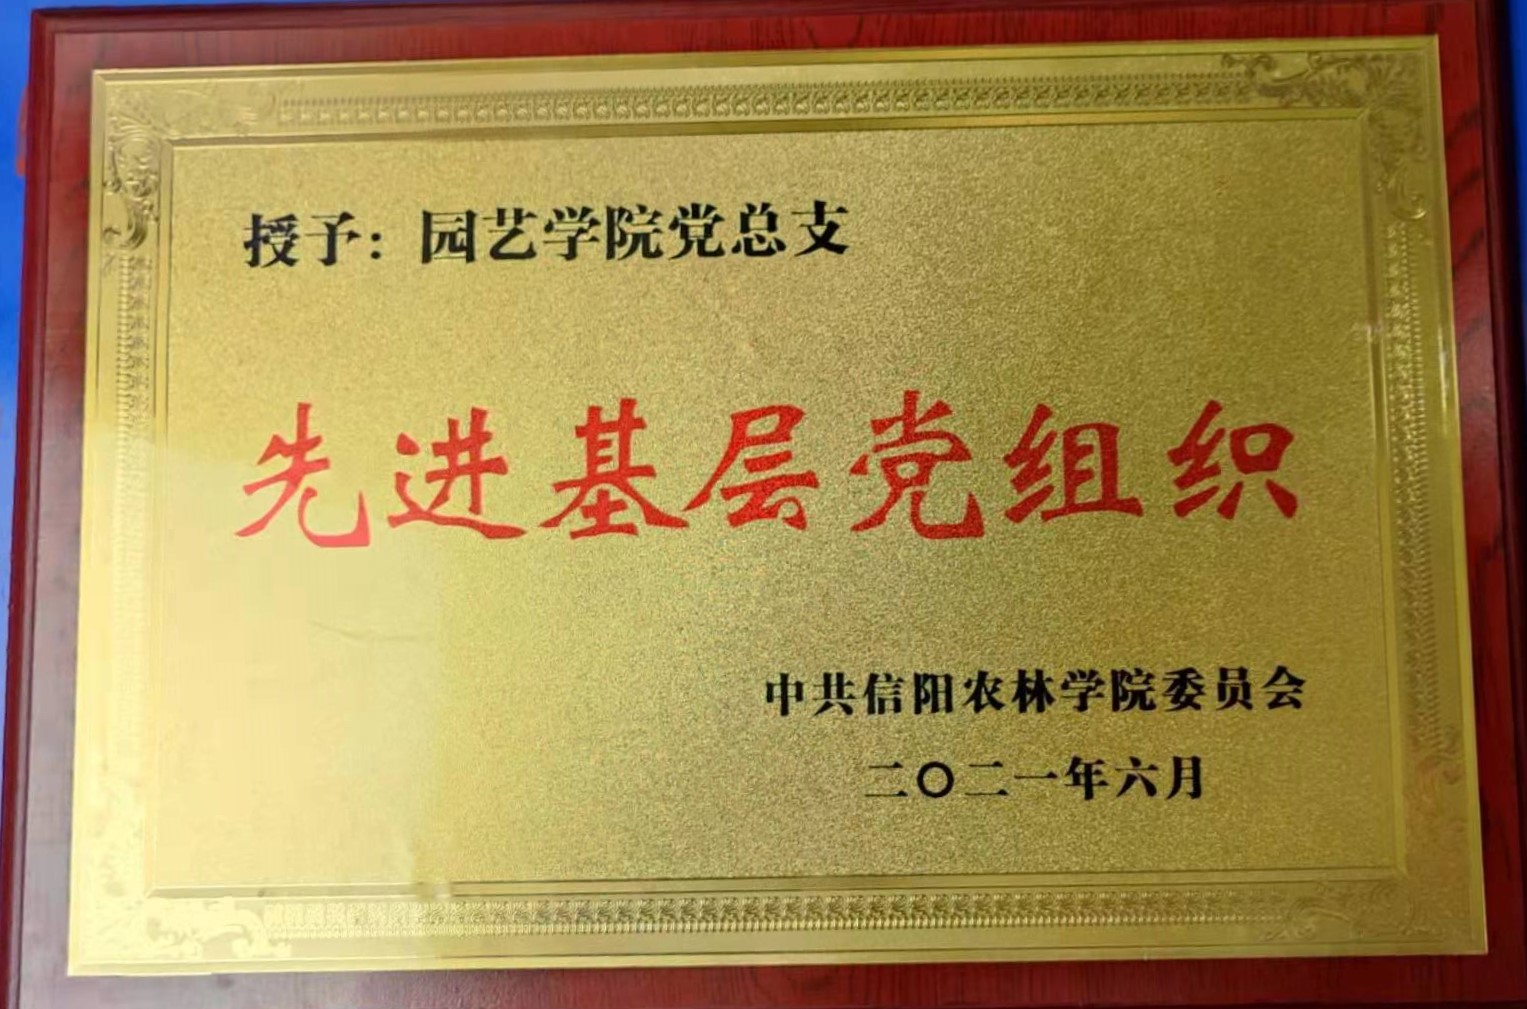 授予：园艺学院党总支
先进基层党组织
中共信阳农林学院委员会
二〇二一年六月